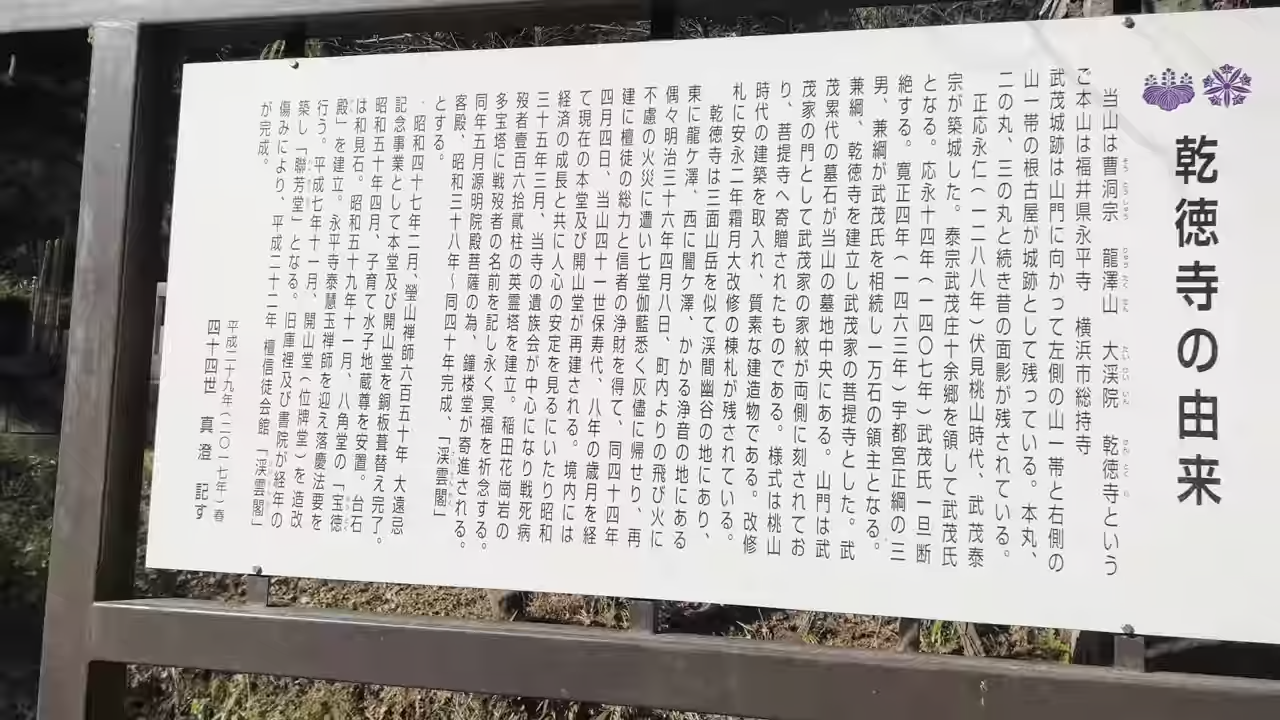 乾徳寺の由来
当山は曹洞宗 龍澤山 大渓院 乾徳寺という
ご本山は福井県永平寺 横浜市総持寺
武茂城跡は山門に向かって左側の山一帯と右側の
山一帯の根古屋が城跡として残っている。本丸、
二の丸、三の丸と続き昔の面影が残されている。
正応永仁(一二八八年)伏見桃山時代、武茂泰
宗が築城した。泰宗武茂庄十余郷を領して武茂氏
となる。応永十四年(一四〇七年)武茂氏一旦断
絶する。寛正四年(一四六三年)宇都宮正綱の三
男、兼綱が武茂氏を相続し一万石の領主となる。
兼綱、乾徳寺を建立し武茂家の菩提寺とした。武
茂累代の墓石が当山の墓地中央にある。山門は武
茂家の門として武茂家の家紋が両側に刻されてお
り、菩提寺へ寄贈されたものである。様式は桃山
時代の建築を取入れ、質素な建造物である。改修
札に安永二年霜月大改修の棟札が残されている。
乾徳寺は三面山岳を似て渓間幽谷の地にあり、
東に龍ケ澤、西に闇ケ澤、かかる浄音の地にある
偶々明治三十六年四月八日、町内よりの飛び火に
不慮の火災に遭い七堂伽藍悉く灰儘に帰せり、再
建に檀徒の総力と信者の浄財を得て、同四十四年
四月四日、当山四十一世保寿代、八年の歳月を経
て現在の本堂及び開山堂が再建される。境内には
経済の成長と共に人心の安定を見るにいたり昭和
三十五年三月、当寺の遺族会が中心になり戦死病
歿者壹百六拾貮柱の英霊塔を建立。稲田花崗岩の
多宝塔に戦歿者の名前を記し永く冥福を祈念する。
同年五月源明院殿菩薩の為、鐘楼堂が寄進される。
客殿、昭和三十八年～同四十年完成、「渓雲閣」
とする。
昭和四十七年二月、瑩山禅師六百五十年 大遠忌
記念事業として本堂及び開山堂を銅板葺替え完了。
昭和五十年四月、子育て水子地蔵尊を安置。台石
は和見石。昭和五十九年十一月、八角堂の「宝徳
殿」を建立。永平寺泰慧玉禅師を迎え落慶法要を
行う。平成七年十一月、開山堂(位牌堂)を造改
築し「聯芳堂」となる。旧庫裡及び書院が経年の
傷みにより、平成二十二年 檀信徒会館「渓雲閣」
が完成。
平成二十九年(二〇一七年)春
四十四世 真澄 記す